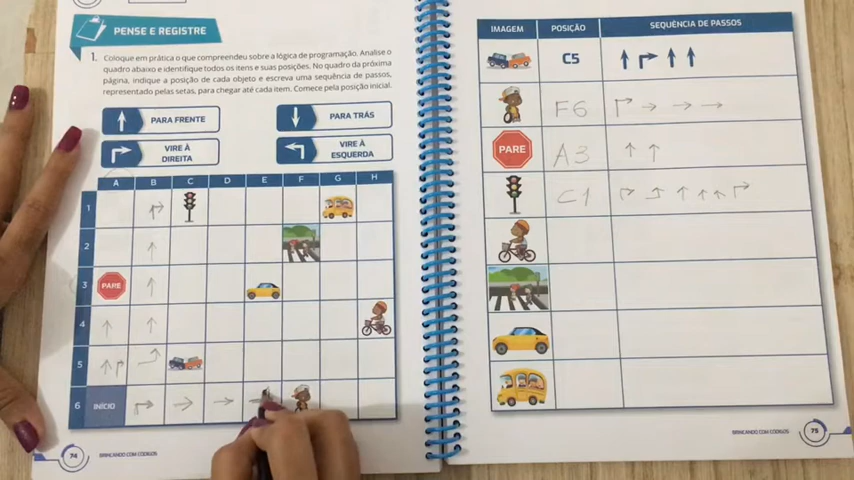 PENSE E REGISTRE
1. Coloque em prática o que compreendeu sobre a lógica de programação. Analise o
quadro abaixo e identifique todos os itens e suas posições. No quadro da próxima
página, indique a posição de cada objeto e escreva uma sequência de passos,
representado pelas setas, para chegar até cada item. Comece pela posição inicial.
PARA FRENTE
PARA TRÁS
VIRE À
DIREITA
VIRE À
ESQUERDA
A B C D E F G H
1
2
3 PARE
4
5
6 INÍCIO
74 BRINCANDO COM CÓDIGOS
IMAGEM POSIÇÃO SEQUÊNCIA DE PASSOS
C5 ↑ ↱ ↑ ↑
F6 ↱ → → →
PARE A3 ↑ ↑
C1
BRINCANDO COM CÓDIGOS 75